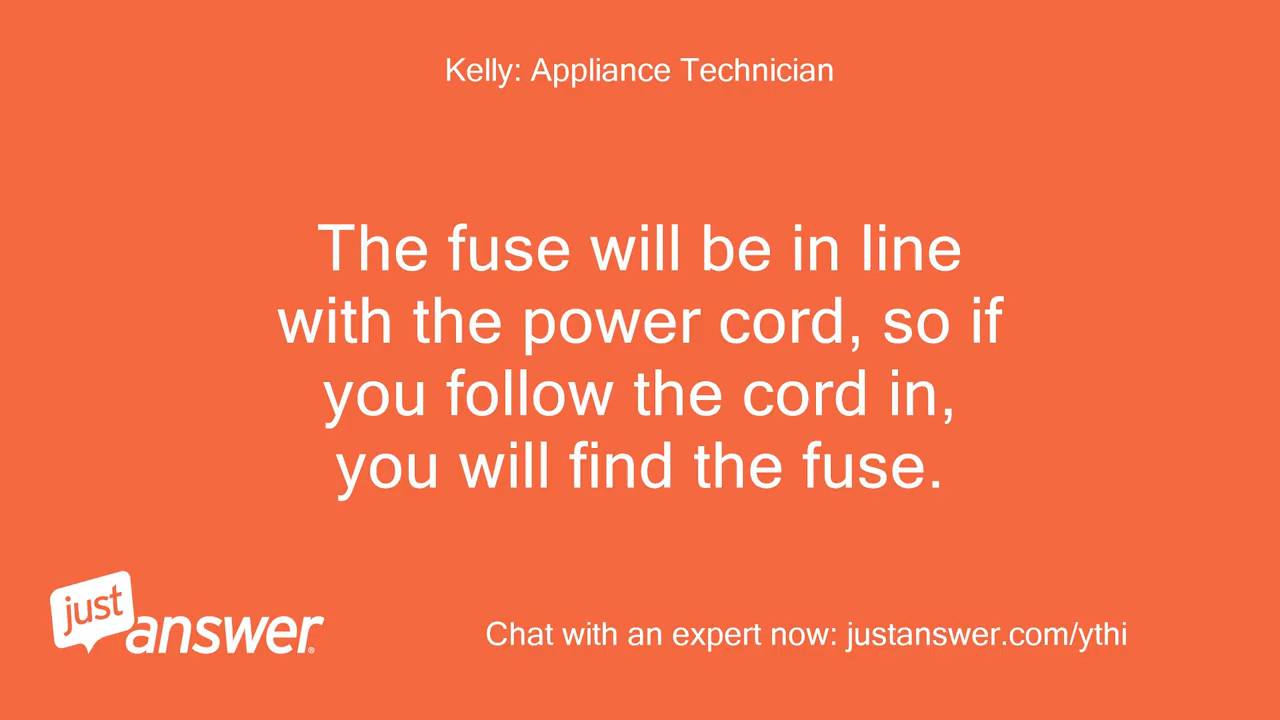 Kelly: Appliance Technician
The fuse will be in line
with the power cord, so if
you follow the cord in,
you will find the fuse.
just
answer®
Chat with an expert now: justanswer.com/ythi